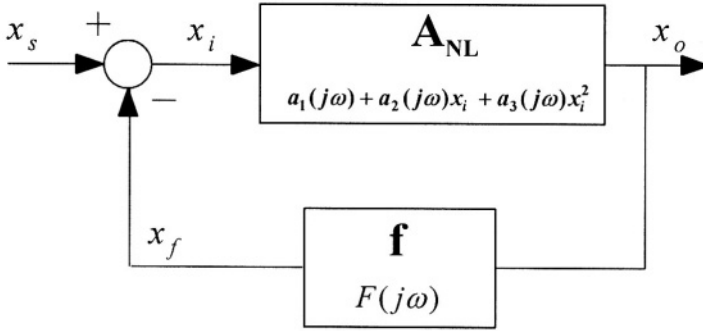 x_s + x_i A_NL x_o
a_1(jω) + a_2(jω)x_i + a_3(jω)x_i^2
−
x_f f
F(jω)